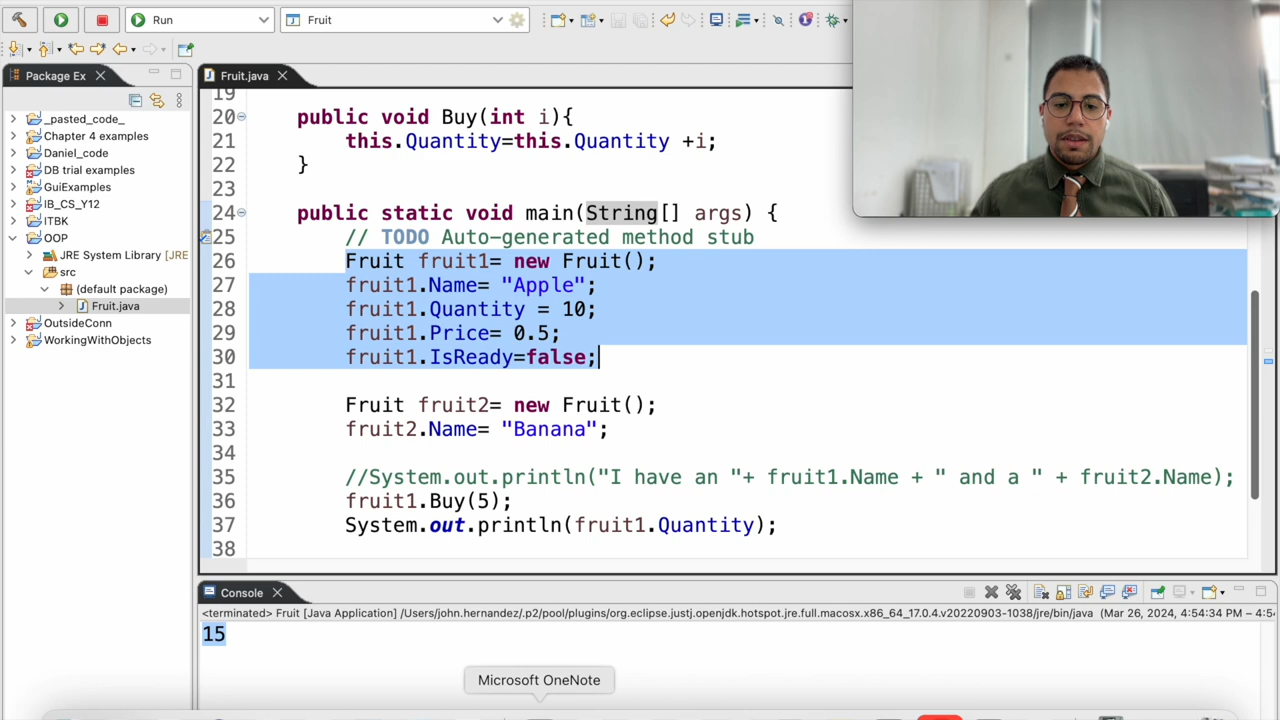 Run
Fruit
Package Ex
Fruit.java
_pasted_code_
Chapter 4 examples
Daniel_code
DB trial examples
GuiExamples
IB_CS_Y12
ITBK
OOP
JRE System Library [JRE
src
(default package)
Fruit.java
OutsideConn
WorkingWithObjects
19
20 public void Buy(int i){
21 this.Quantity=this.Quantity +i;
22 }
23
24 public static void main(String[] args) {
25 // TODO Auto-generated method stub
26 Fruit fruit1= new Fruit();
27 fruit1.Name= "Apple";
28 fruit1.Quantity = 10;
29 fruit1.Price= 0.5;
30 fruit1.IsReady=false;
31
32 Fruit fruit2= new Fruit();
33 fruit2.Name= "Banana";
34
35 //System.out.println("I have an "+ fruit1.Name + " and a " + fruit2.Name);
36 fruit1.Buy(5);
37 System.out.println(fruit1.Quantity);
38
Console
<terminated> Fruit [Java Application] /Users/john.hernandez/.p2/pool/plugins/org.eclipse.justj.openjdk.hotspot.jre.full.macosx.x86_64_17.0.4.v20220903-1038/jre/bin/java (Mar 26, 2024, 4:54:34 PM – 4:5
15
Microsoft OneNote